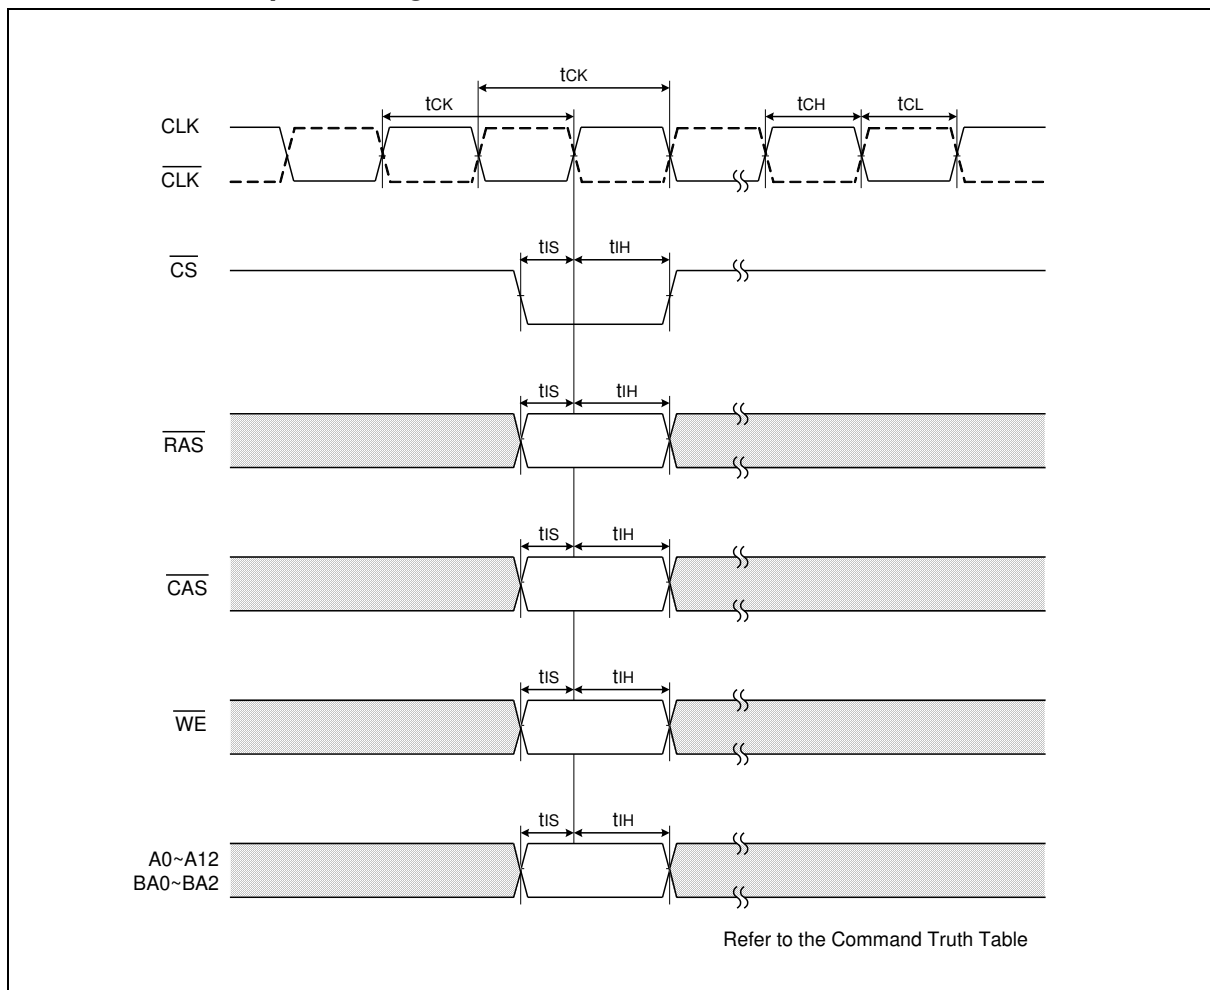 tCK
tCK tCH tCL
CLK
CLK
tIS tIH
CS
tIS tIH
RAS
tIS tIH
CAS
tIS tIH
WE
tIS tIH
A0~A12
BA0~BA2
Refer to the Command Truth Table